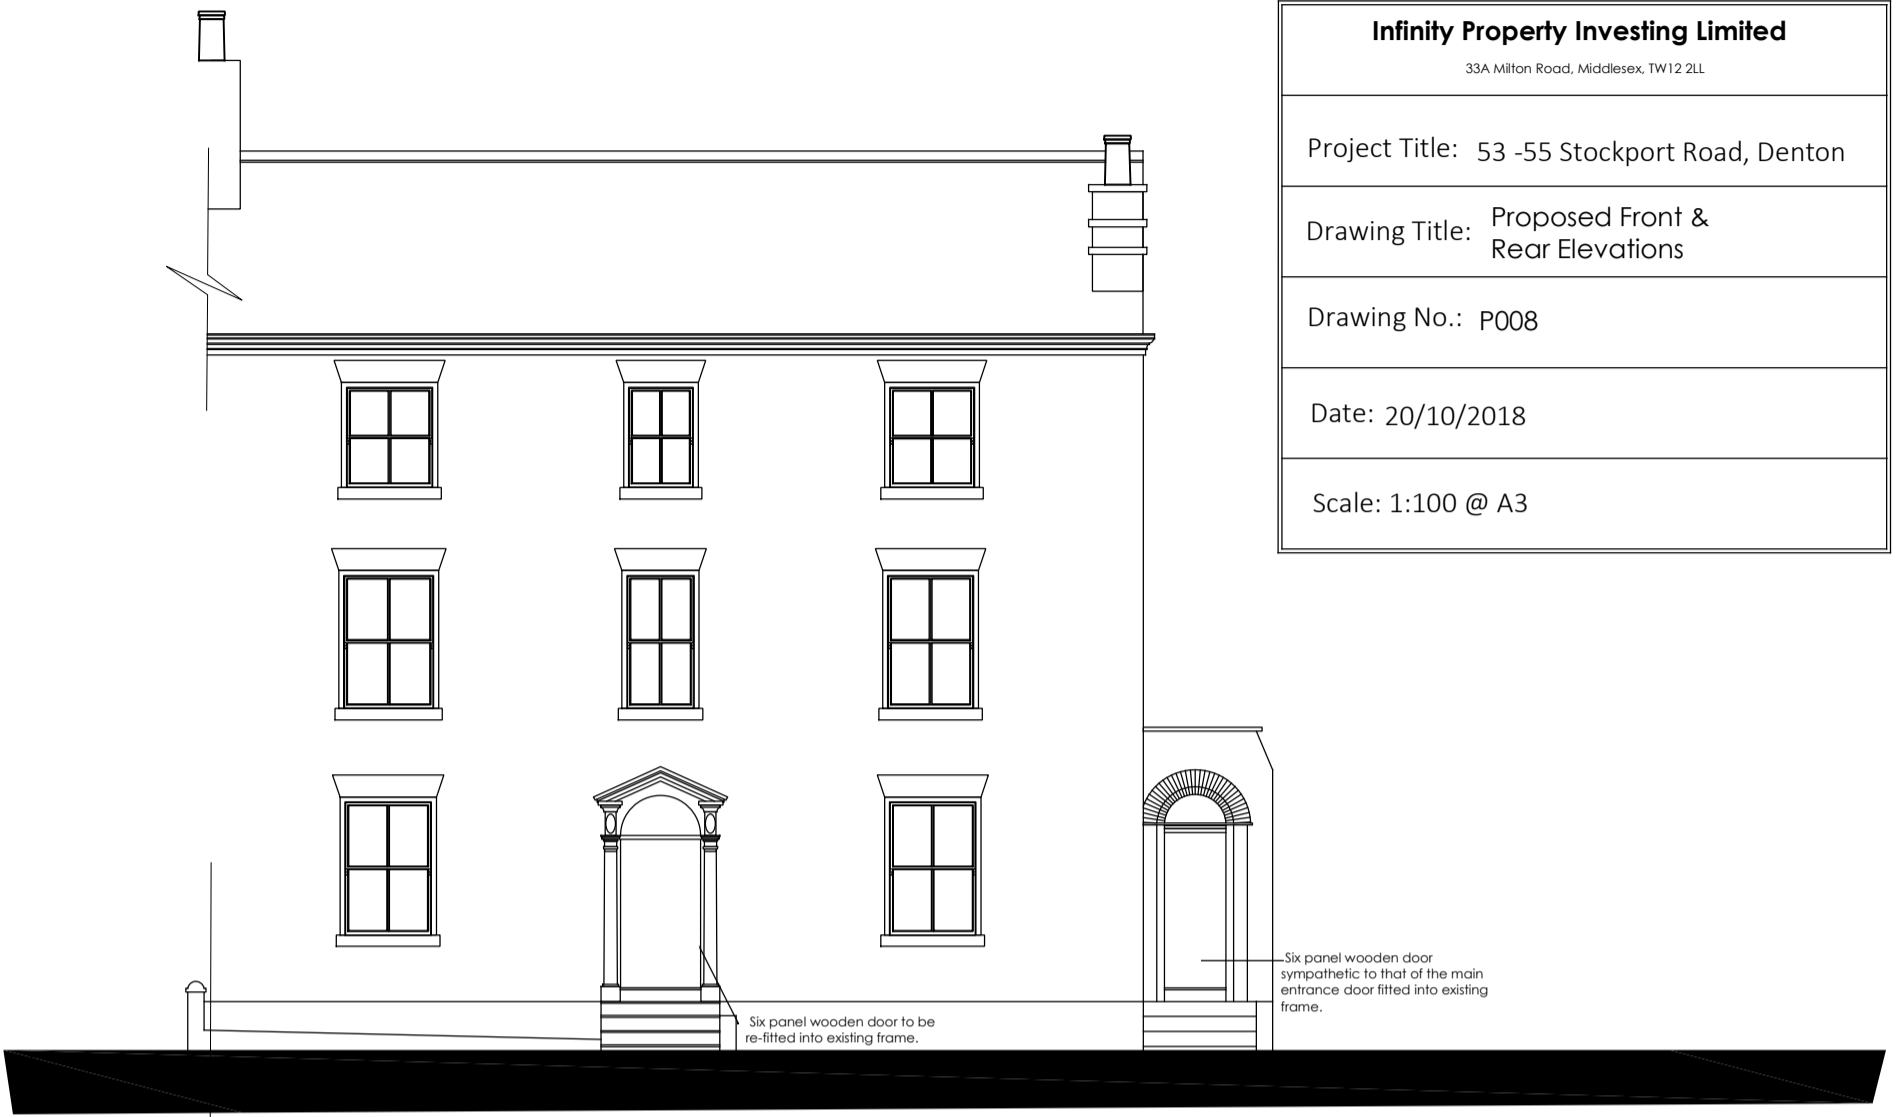 Infinity Property Investing Limited
33A Milton Road, Middlesex, TW12 2LL
Project Title: 53 -55 Stockport Road, Denton
Drawing Title: Proposed Front &
Rear Elevations
Drawing No.: P008
Date: 20/10/2018
Scale: 1:100 @ A3
Six panel wooden door
sympathetic to that of the main
entrance door fitted into existing
frame.
Six panel wooden door to be
re-fitted into existing frame.